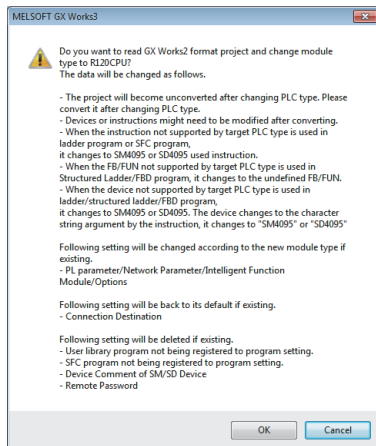 MELSOFT GX Works3
Do you want to read GX Works2 format project and change module
type to R120CPU?
The data will be changed as follows.
- The project will become unconverted after changing PLC type. Please
convert it after changing PLC type.
- Devices or instructions might need to be modified after converting.
- When the instruction not supported by target PLC type is used in
ladder program or SFC program,
it changes to SM4095 or SD4095 used instruction.
- When the FB/FUN not supported by target PLC type is used in
Structured Ladder/FBD program, it changes to the undefined FB/FUN.
- When the device not supported by target PLC type is used in
ladder/structured ladder/FBD program,
it changes to SM4095 or SD4095. The device changes to the character
string argument by the instruction, it changes to "SM4095" or "SD4095"
Following setting will be changed according to the new module type if
existing.
- PL parameter/Network Parameter/Intelligent Function
Module/Options
Following setting will be back to its default if existing.
- Connection Destination
Following setting will be deleted if existing.
- User library program not being registered to program setting.
- SFC program not being registered to program setting.
- Device Comment of SM/SD Device
- Remote Password
OK
Cancel